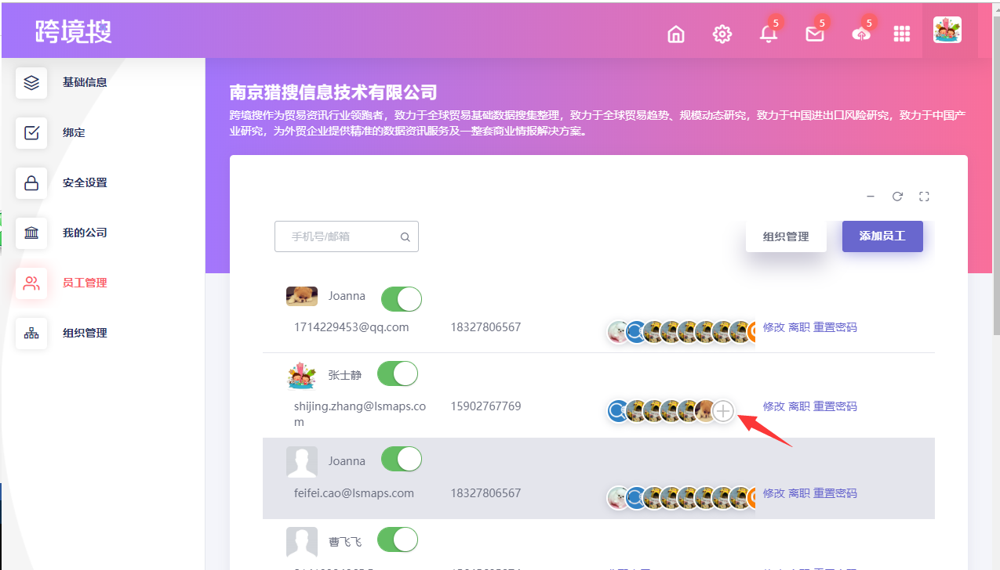 跨境搜
5
5
5
基础信息
绑定
安全设置
我的公司
员工管理
组织管理
南京猎搜信息技术有限公司
跨境搜作为贸易资讯行业领跑者，致力于全球贸易基础数据搜集整理，致力于全球贸易趋势、规模动态研究，致力于中国进出口风险研究，致力于中国产
业研究，为外贸企业提供精准的数据资讯服务及一整套商业情报解决方案。
手机号/邮箱
组织管理
添加员工
Joanna
1714229453@qq.com
18327806567
修改 离职 重置密码
张士静
shijing.zhang@lsmaps.co
m
15902767769
修改 离职 重置密码
Joanna
feifei.cao@lsmaps.com
18327806567
修改 离职 重置密码
曹飞飞